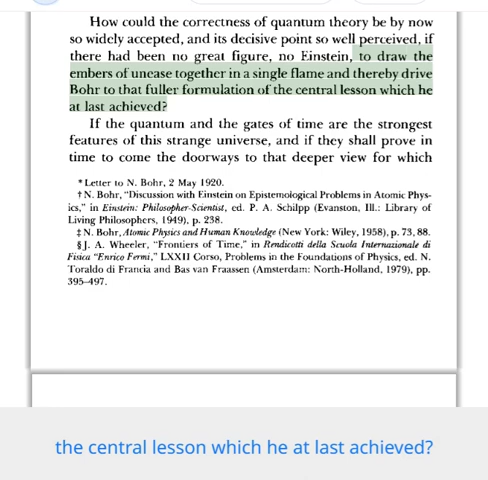 How could the correctness of quantum theory be by now
so widely accepted, and its decisive point so well perceived, if
there had been no great figure, no Einstein, to draw the
embers of unease together in a single flame and thereby drive
Bohr to that fuller formulation of the central lesson which he
at last achieved?
If the quantum and the gates of time are the strongest
features of this strange universe, and if they shall prove in
time to come the doorways to that deeper view for which
* Letter to N. Bohr, 2 May 1920.
† N. Bohr, "Discussion with Einstein on Epistemological Problems in Atomic Phys-
ics," in Einstein: Philosopher-Scientist, ed. P. A. Schilpp (Evanston, Ill.: Library of
Living Philosophers, 1949), p. 238.
‡ N. Bohr, Atomic Physics and Human Knowledge (New York: Wiley, 1958), p. 73, 88.
§ J. A. Wheeler, "Frontiers of Time," in Rendicotti della Scuola Internazionale di
Fisica "Enrico Fermi," LXXII Corso, Problems in the Foundations of Physics, ed. N.
Toraldo di Francia and Bas van Fraassen (Amsterdam: North-Holland, 1979), pp.
395–497.
the central lesson which he at last achieved?